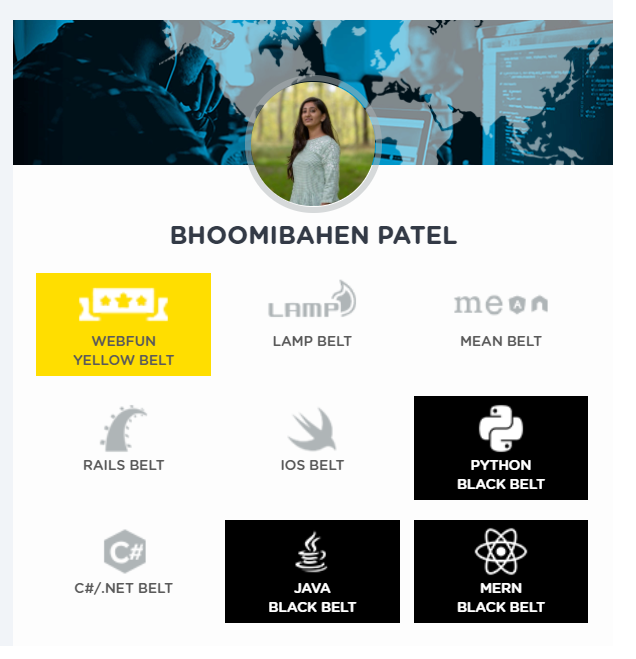 BHOOMIBAHEN PATEL
WEBFUN
YELLOW BELT
LAMP
LAMP BELT
mean
MEAN BELT
RAILS BELT
IOS BELT
PYTHON
BLACK BELT
C#
C#/.NET BELT
JAVA
BLACK BELT
MERN
BLACK BELT